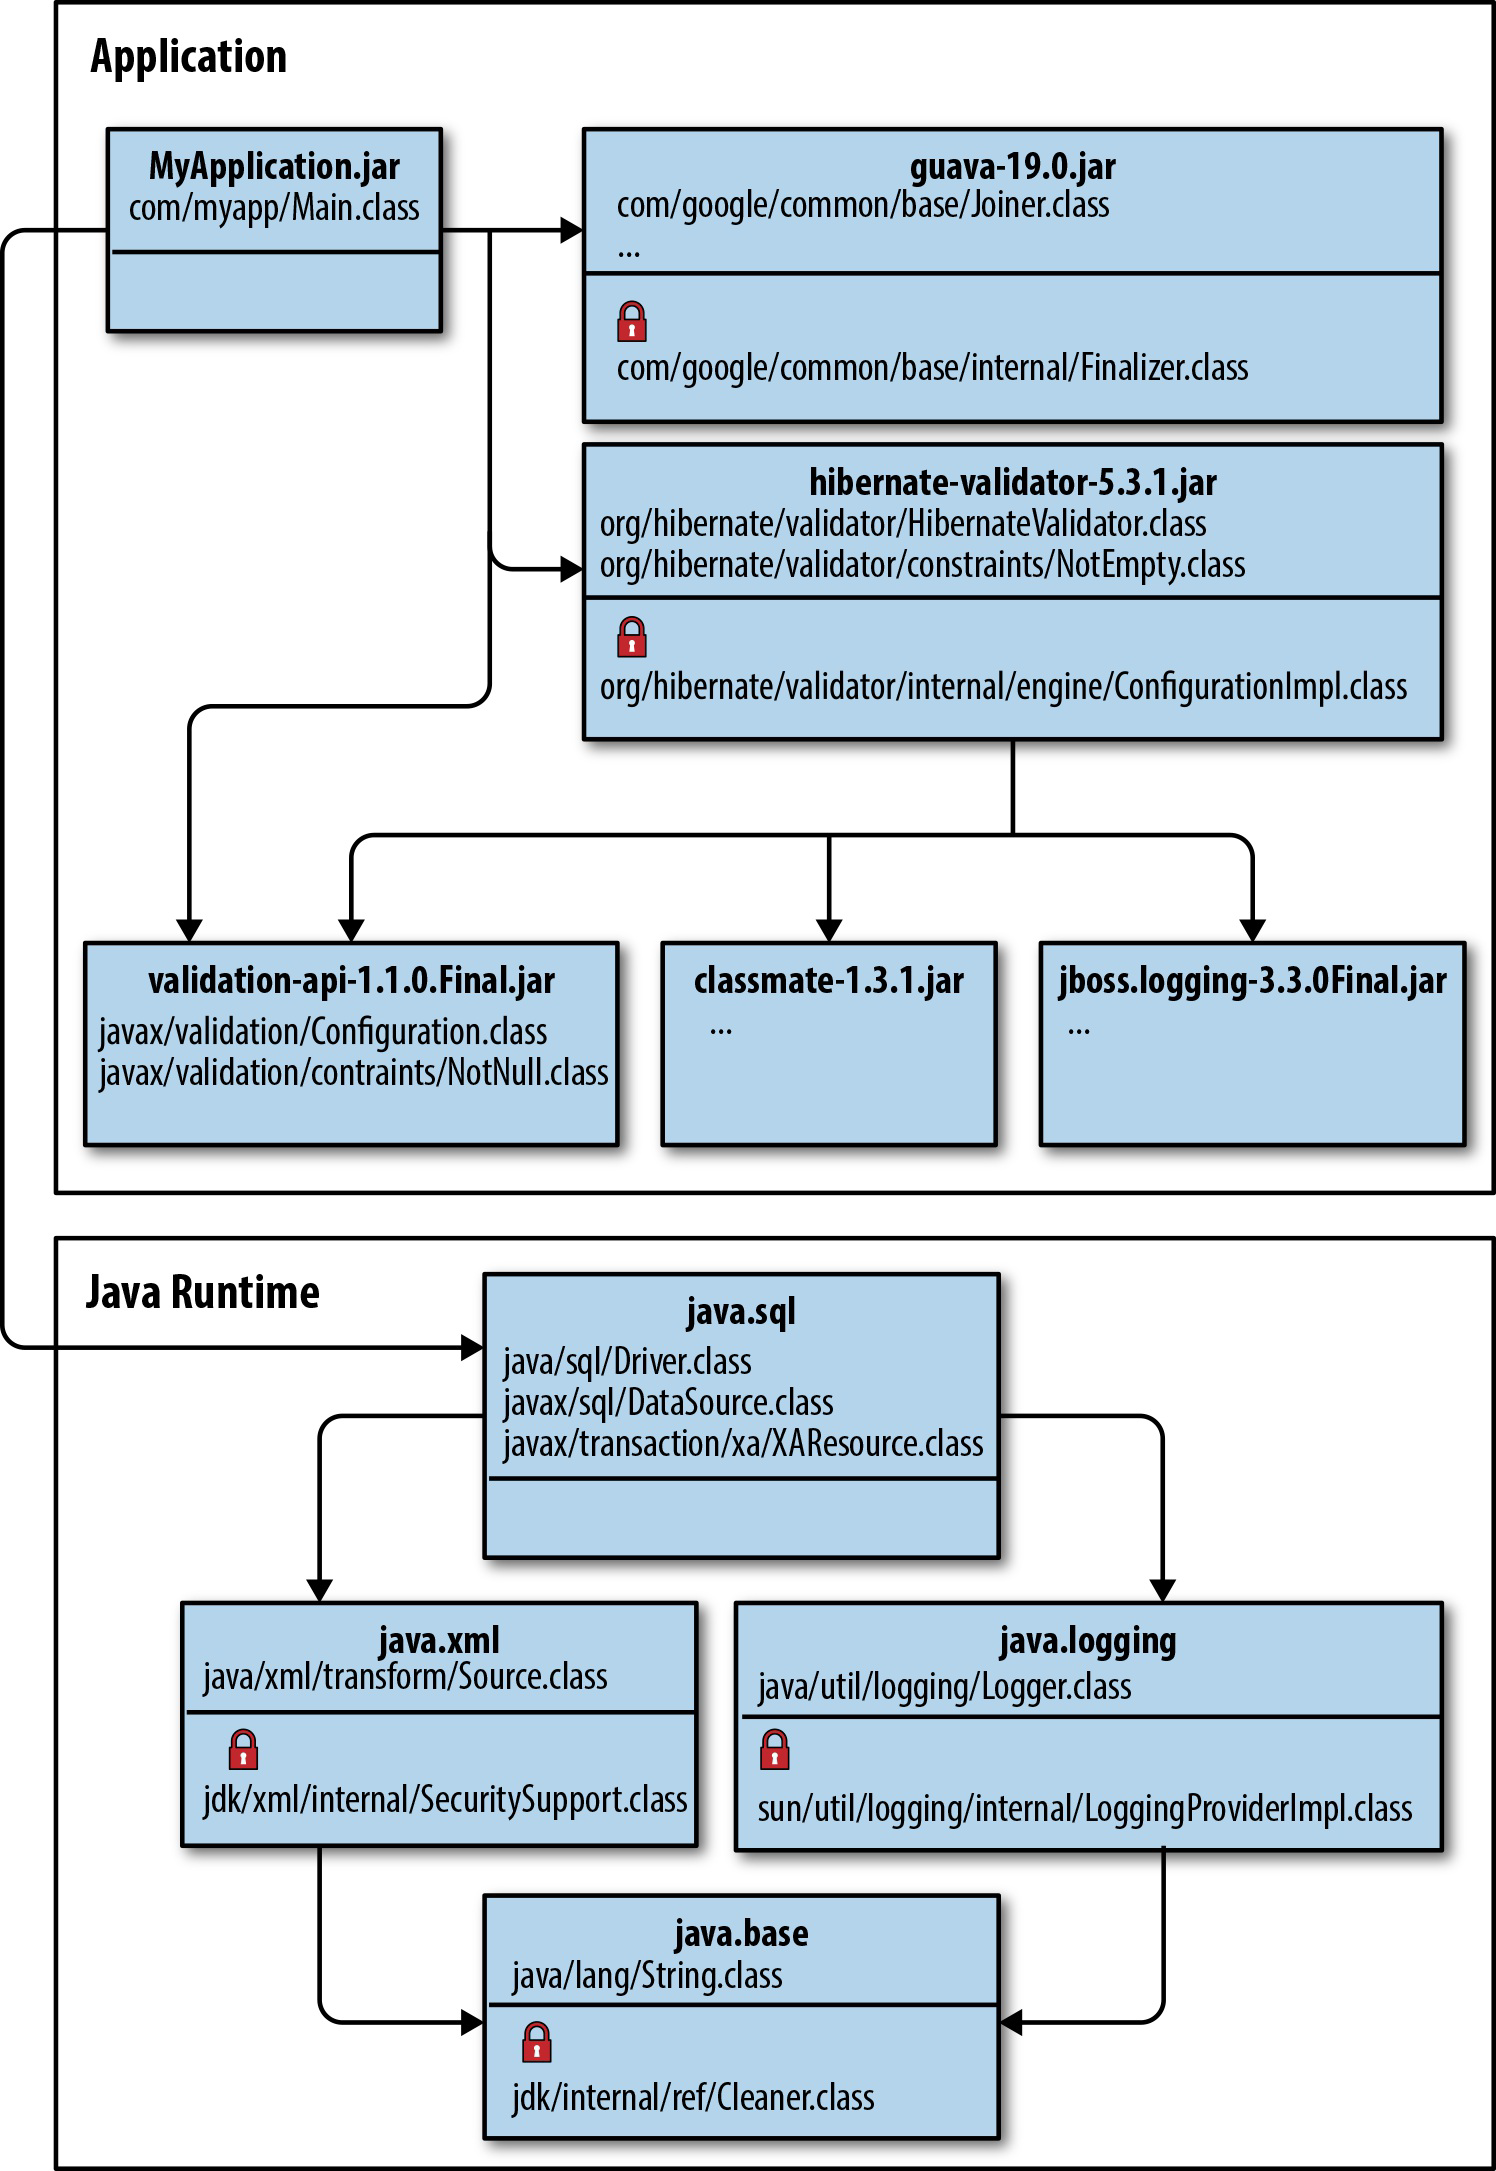 Application
MyApplication.jar
com/myapp/Main.class
guava-19.0.jar
com/google/common/base/Joiner.class
...
com/google/common/base/internal/Finalizer.class
hibernate-validator-5.3.1.jar
org/hibernate/validator/HibernateValidator.class
org/hibernate/validator/constraints/NotEmpty.class
org/hibernate/validator/internal/engine/ConfigurationImpl.class
validation-api-1.1.0.Final.jar
javax/validation/Configuration.class
javax/validation/contraints/NotNull.class
classmate-1.3.1.jar
...
jboss.logging-3.3.0Final.jar
...
Java Runtime
java.sql
java/sql/Driver.class
javax/sql/DataSource.class
javax/transaction/xa/XAResource.class
java.xml
java/xml/transform/Source.class
jdk/xml/internal/SecuritySupport.class
java.logging
java/util/logging/Logger.class
sun/util/logging/internal/LoggingProviderImpl.class
java.base
java/lang/String.class
jdk/internal/ref/Cleaner.class